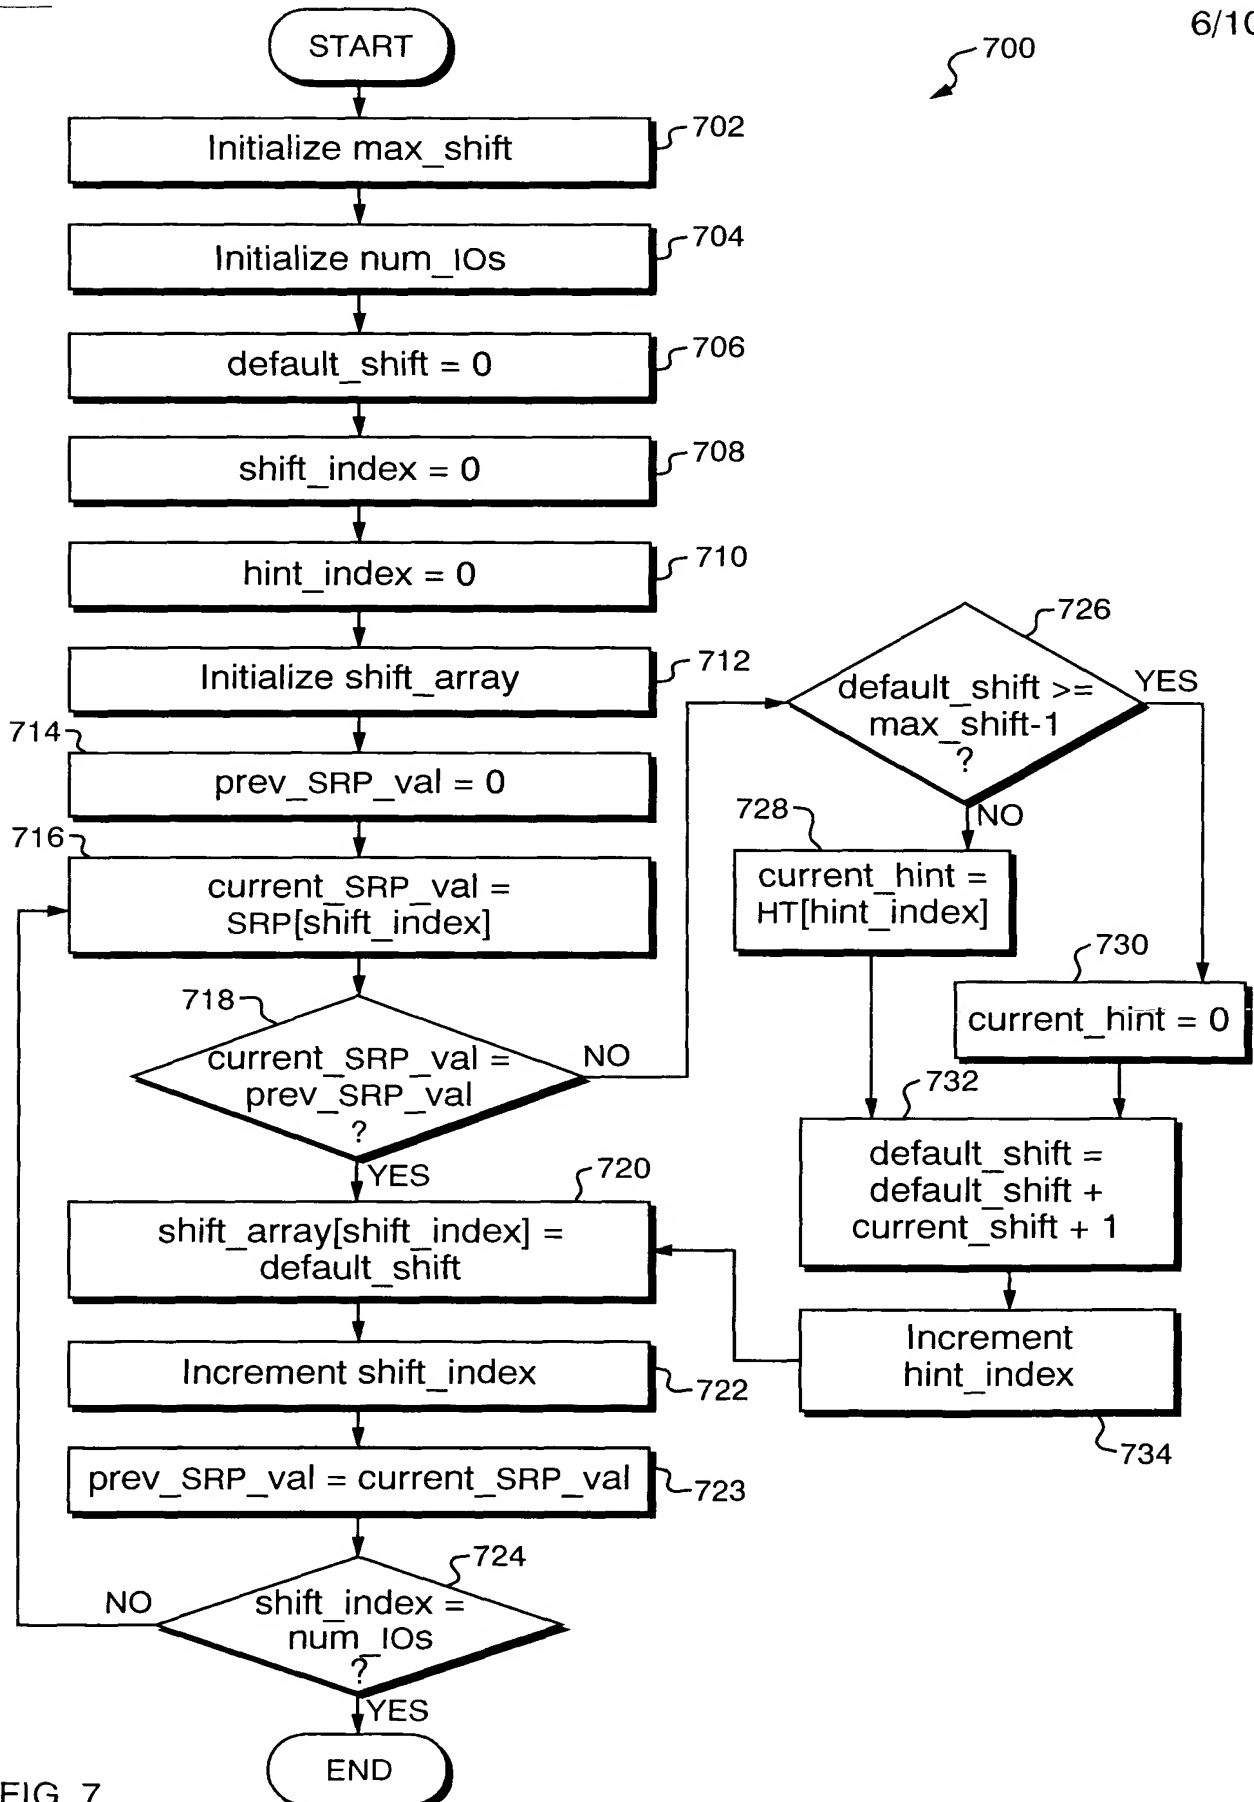 6/10
START
700
Initialize max_shift
702
Initialize num_IOs
704
default_shift = 0
706
shift_index = 0
708
hint_index = 0
710
Initialize shift_array
712
714
prev_SRP_val = 0
716
current_SRP_val =
SRP[shift_index]
718
current_SRP_val =
prev_SRP_val
?
NO
YES
720
shift_array[shift_index] =
default_shift
Increment shift_index
722
prev_SRP_val = current_SRP_val
723
724
shift_index =
num_IOs
?
NO
YES
END
726
default_shift >=
max_shift-1
?
YES
NO
728
current_hint =
HT[hint_index]
730
current_hint = 0
732
default_shift =
default_shift +
current_shift + 1
Increment
hint_index
734
FIG. 7